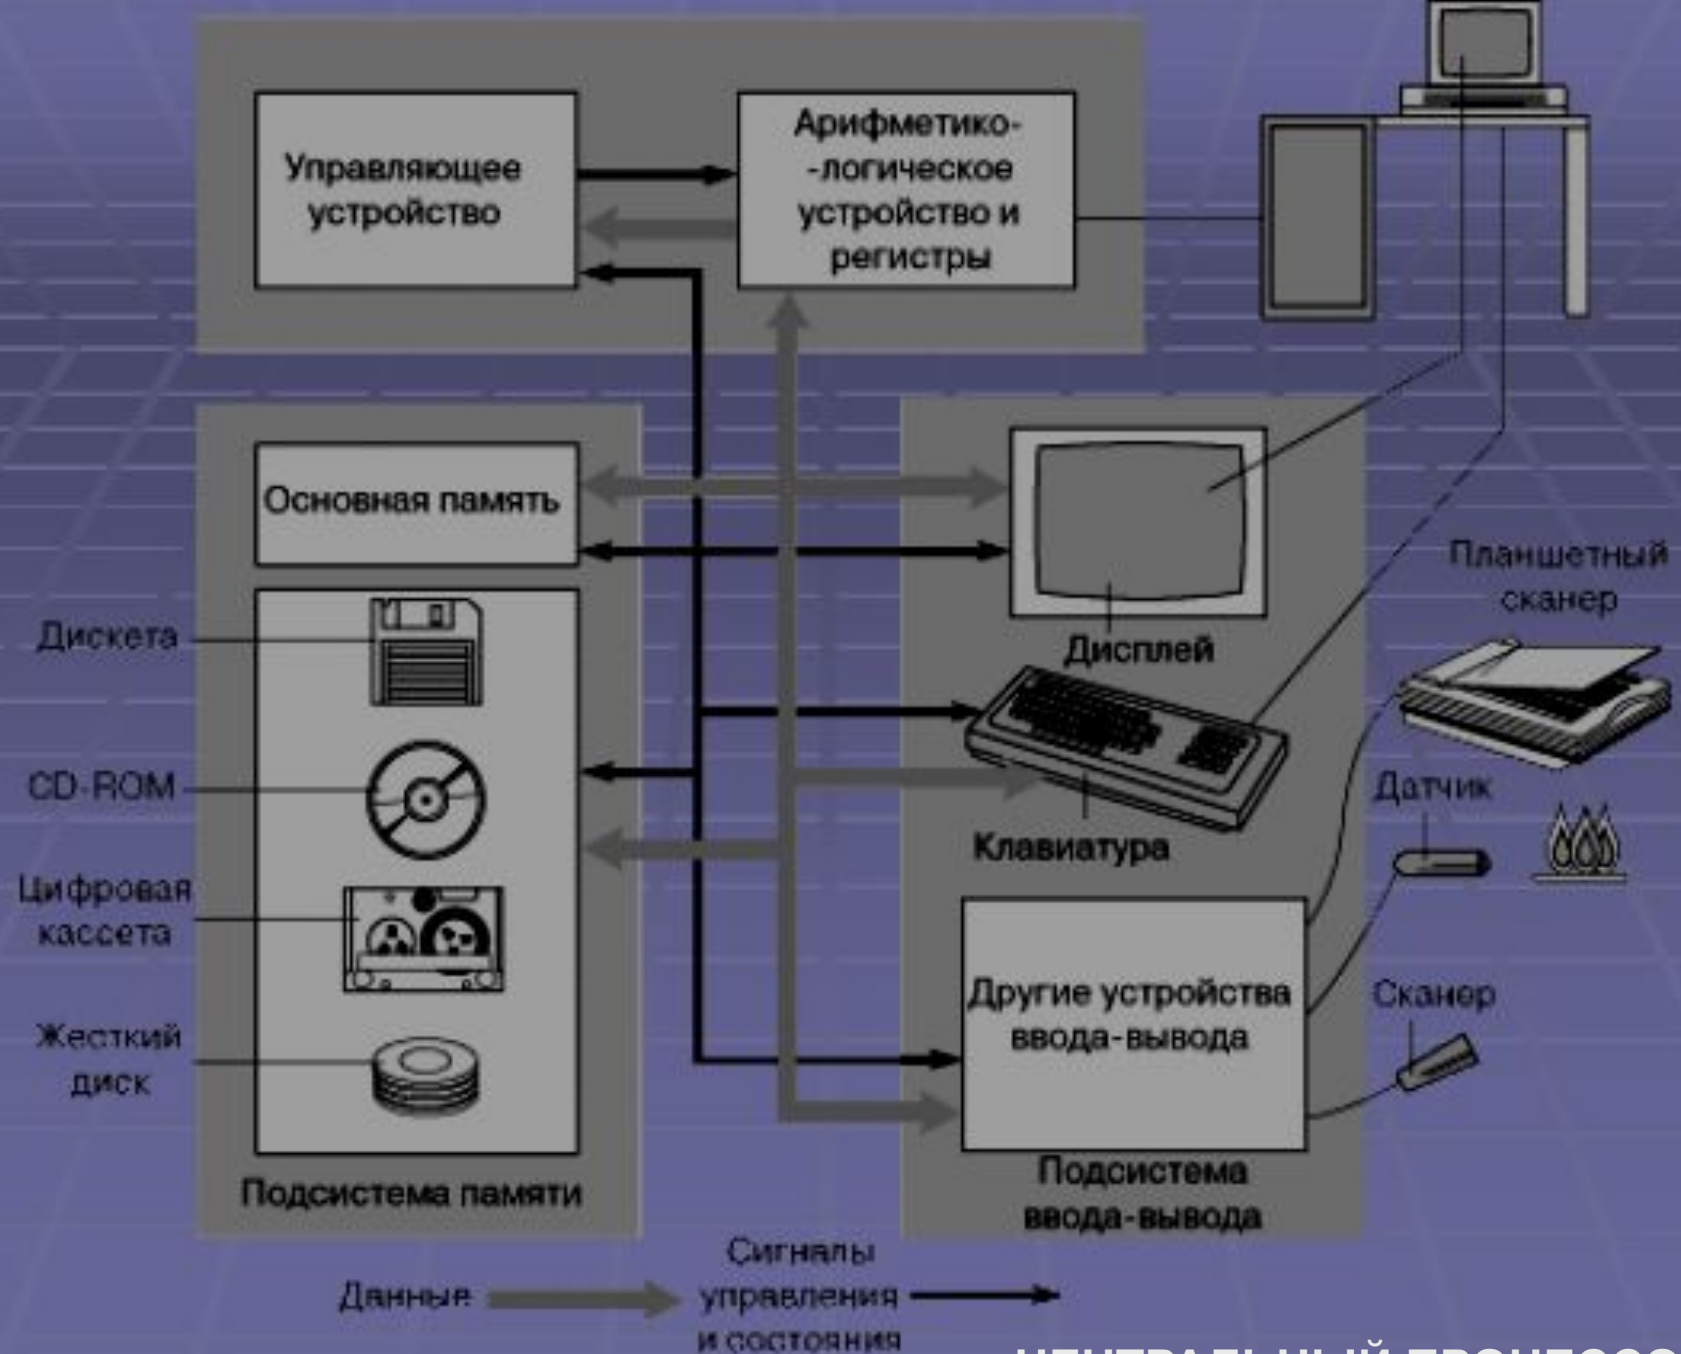 Управляющее
устройство
Арифметико-
-логическое
устройство и
регистры
Основная память
Дискета
CD-ROM
Цифровая
кассета
Жесткий
диск
Подсистема памяти
Дисплей
Клавиатура
Другие устройства
ввода-вывода
Подсистема
ввода-вывода
Планшетный
сканер
Датчик
Сканер
Данные
Сигналы
управления
и состояния